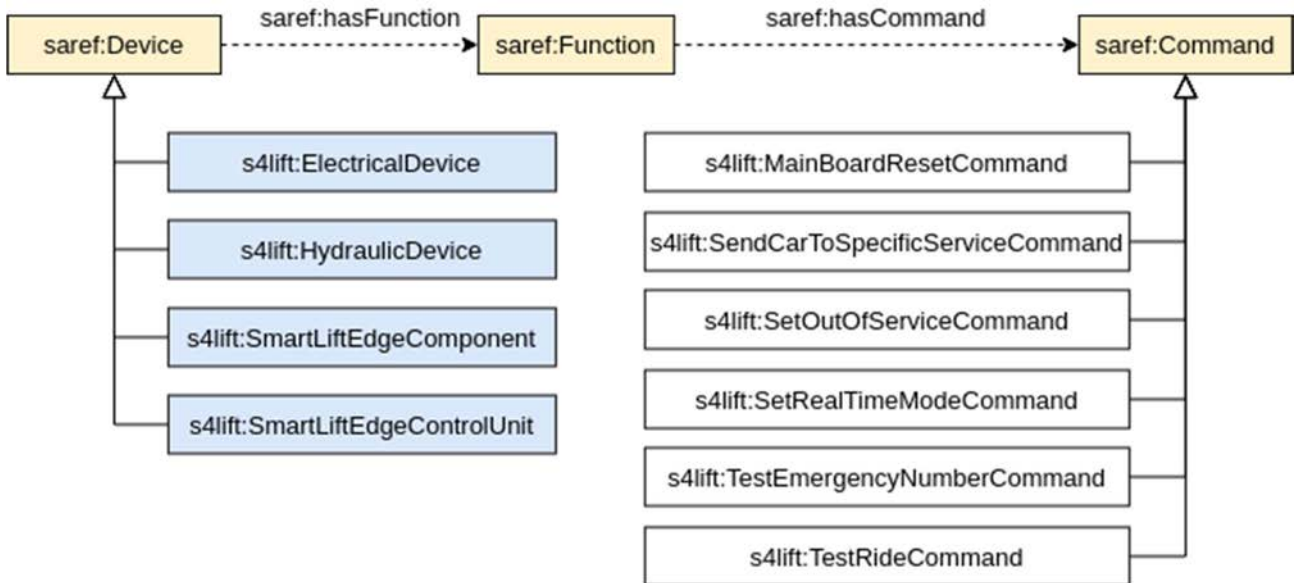 saref:hasFunction
saref:hasCommand
saref:Device
saref:Function
saref:Command
s4lift:ElectricalDevice
s4lift:HydraulicDevice
s4lift:SmartLiftEdgeComponent
s4lift:SmartLiftEdgeControlUnit
s4lift:MainBoardResetCommand
s4lift:SendCarToSpecificServiceCommand
s4lift:SetOutOfServiceCommand
s4lift:SetRealTimeModeCommand
s4lift:TestEmergencyNumberCommand
s4lift:TestRideCommand